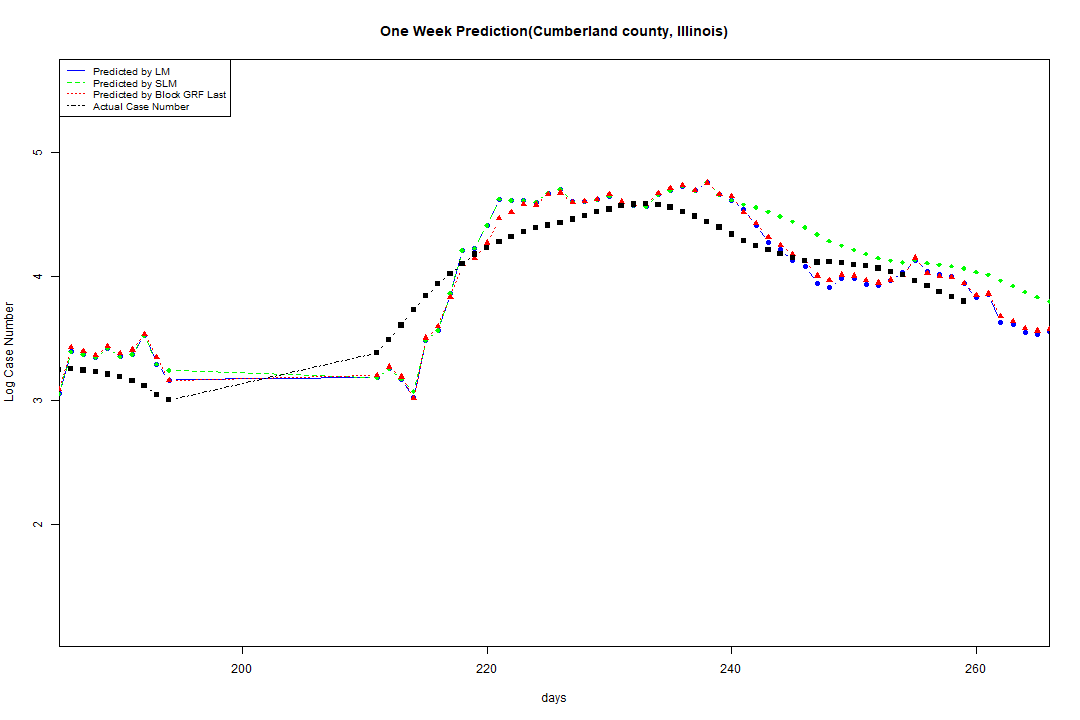 One Week Prediction(Cumberland county, Illinois)
Predicted by LM
Predicted by SLM
Predicted by Block GRF Last
Actual Case Number
5
4
3
2
Log Case Number
200 220 240 260
days